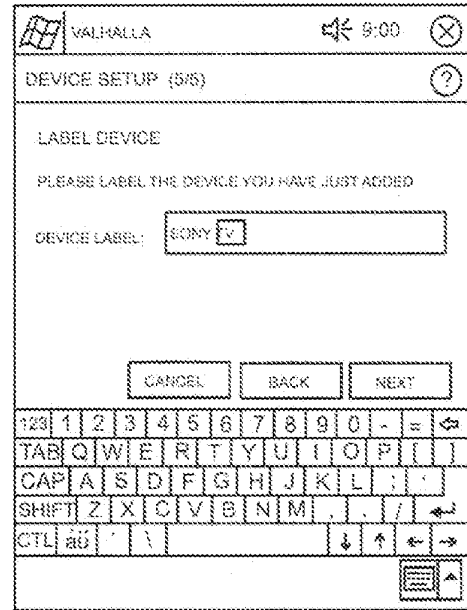 VALHALLA 9:00
DEVICE SETUP (5/5)
?
LABEL DEVICE
PLEASE LABEL THE DEVICE YOU HAVE JUST ADDED
DEVICE LABEL: SONY TV
CANCEL BACK NEXT
123 1 2 3 4 5 6 7 8 9 0 - =
TAB Q W E R T Y U I O P [ ]
CAP A S D F G H J K L ; '
SHIFT Z X C V B N M , . /
CTL áü ` \